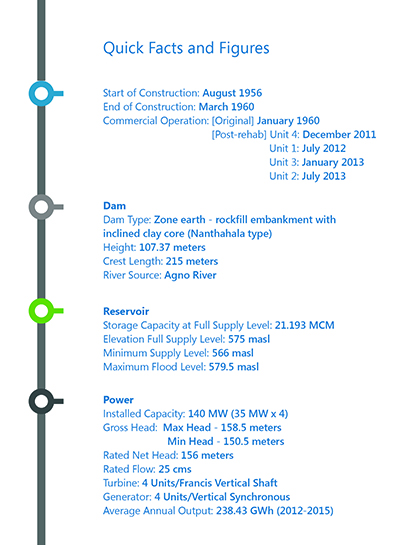 Quick Facts and Figures
Start of Construction: August 1956
End of Construction: March 1960
Commercial Operation: [Original] January 1960
[Post-rehab] Unit 4: December 2011
Unit 1: July 2012
Unit 3: January 2013
Unit 2: July 2013
Dam
Dam Type: Zone earth - rockfill embankment with
inclined clay core (Nanthahala type)
Height: 107.37 meters
Crest Length: 215 meters
River Source: Agno River
Reservoir
Storage Capacity at Full Supply Level: 21.193 MCM
Elevation Full Supply Level: 575 masl
Minimum Supply Level: 566 masl
Maximum Flood Level: 579.5 masl
Power
Installed Capacity: 140 MW (35 MW x 4)
Gross Head: Max Head - 158.5 meters
Min Head - 150.5 meters
Rated Net Head: 156 meters
Rated Flow: 25 cms
Turbine: 4 Units/Francis Vertical Shaft
Generator: 4 Units/Vertical Synchronous
Average Annual Output: 238.43 GWh (2012-2015)